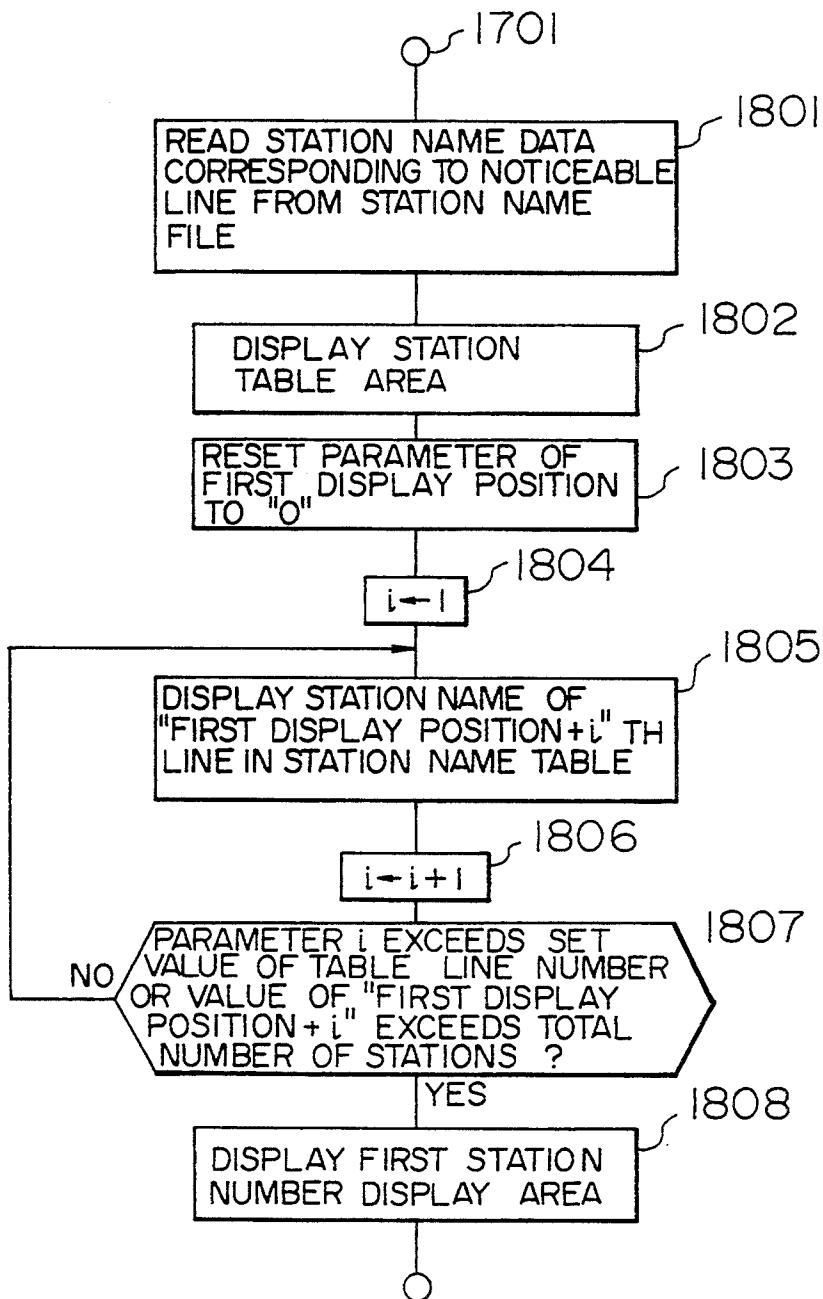 1701
1801
READ STATION NAME DATA
CORRESPONDING TO NOTICEABLE
LINE FROM STATION NAME
FILE
1802
DISPLAY STATION
TABLE AREA
1803
RESET PARAMETER OF
FIRST DISPLAY POSITION
TO "0"
1804
i←1
1805
DISPLAY STATION NAME OF
"FIRST DISPLAY POSITION+i" TH
LINE IN STATION NAME TABLE
1806
i←i+1
1807
PARAMETER i EXCEEDS SET
VALUE OF TABLE LINE NUMBER
OR VALUE OF "FIRST DISPLAY
POSITION+i" EXCEEDS TOTAL
NUMBER OF STATIONS ?
NO
YES
1808
DISPLAY FIRST STATION
NUMBER DISPLAY AREA